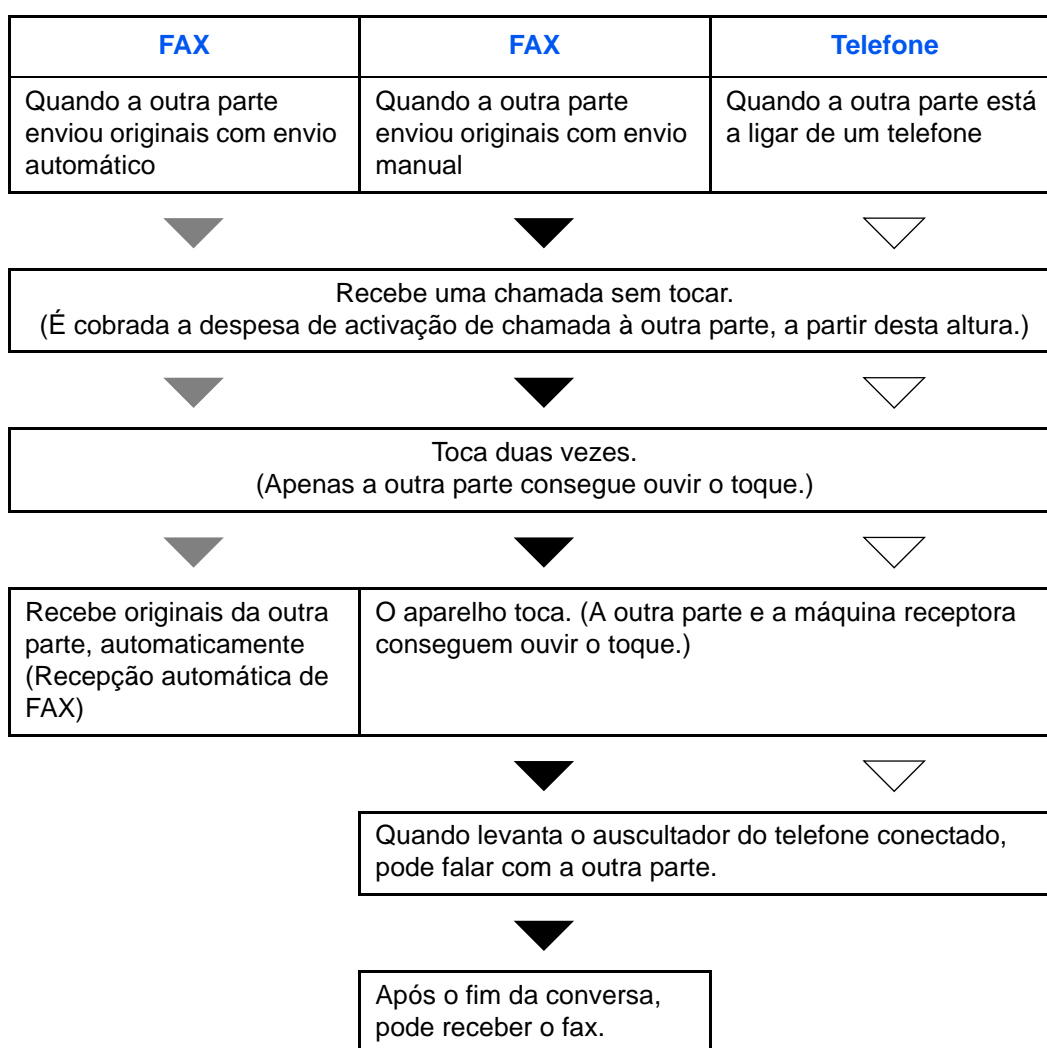 FAX
FAX
Telefone
Quando a outra parte
enviou originais com envio
automático
Quando a outra parte
enviou originais com envio
manual
Quando a outra parte está
a ligar de um telefone
Recebe uma chamada sem tocar.
(É cobrada a despesa de activação de chamada à outra parte, a partir desta altura.)
Toca duas vezes.
(Apenas a outra parte consegue ouvir o toque.)
Recebe originais da outra
parte, automaticamente
(Recepção automática de
FAX)
O aparelho toca. (A outra parte e a máquina receptora
conseguem ouvir o toque.)
Quando levanta o auscultador do telefone conectado,
pode falar com a outra parte.
Após o fim da conversa,
pode receber o fax.